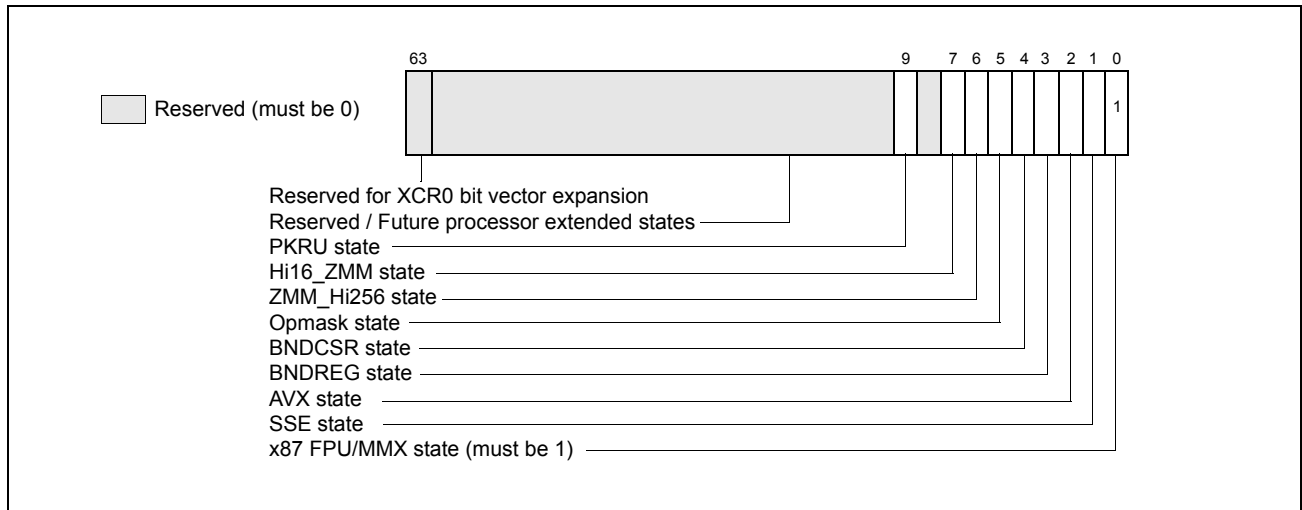 63 9 7 6 5 4 3 2 1 0
Reserved (must be 0)
1
Reserved for XCR0 bit vector expansion
Reserved / Future processor extended states
PKRU state
Hi16_ZMM state
ZMM_Hi256 state
Opmask state
BNDCSR state
BNDREG state
AVX state
SSE state
x87 FPU/MMX state (must be 1)